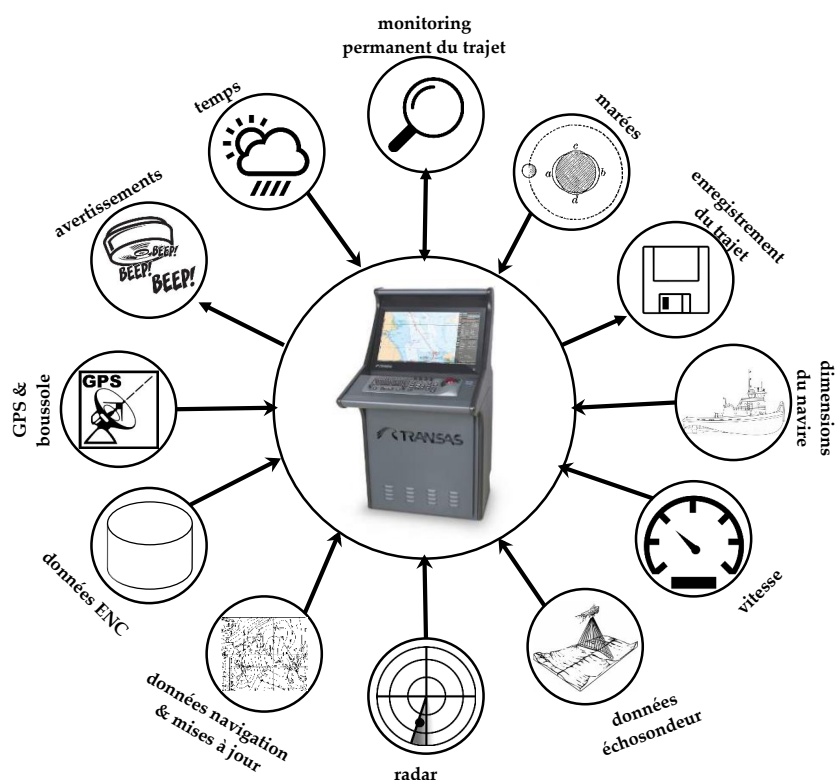 monitoring
permanent du trajet
marées
c
a
b
d
enregistrement
du trajet
dimensions
du navire
vitesse
données
échosondeur
radar
données navigation
& mises à jour
données ENC
GPS &
boussole
GPS
avertissements
BEEP!
BEEP!
BEEP!
temps
TRANSAS